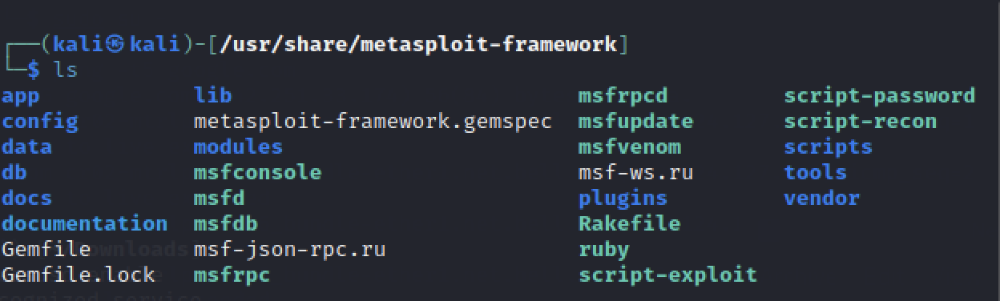 (kali㉿kali)-[/usr/share/metasploit-framework]
$ ls
app lib msfrpcd script-password
config metasploit-framework.gemspec msfupdate script-recon
data modules msfvenom scripts
db msfconsole msf-ws.ru tools
docs msfd plugins vendor
documentation msfdb Rakefile
Gemfile msf-json-rpc.ru ruby
Gemfile.lock msfrpc script-exploit